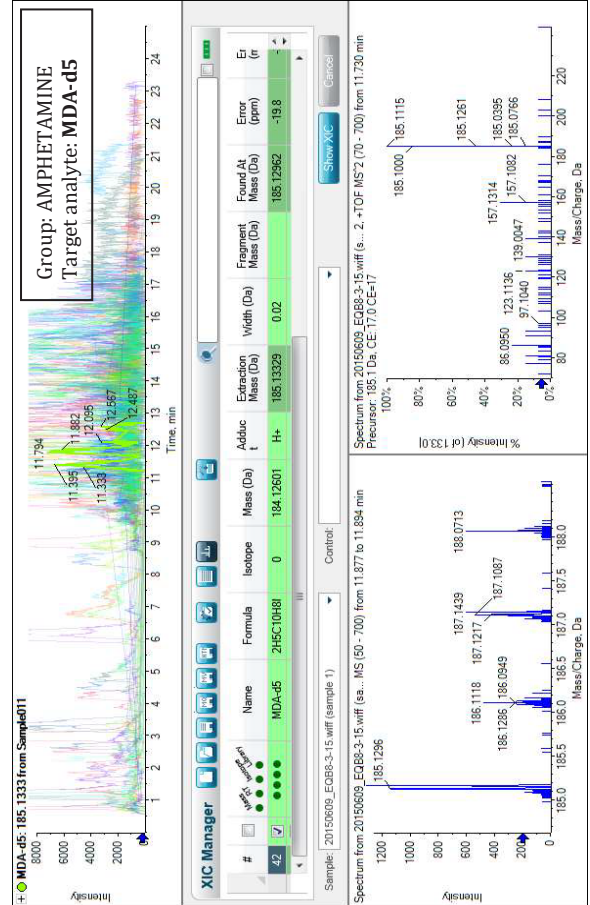 MDA-d5: 185.1333 from Sample011
Group: AMPHETAMINE
Target analyte: MDA-d5
Intensity
8000
6000
4000
2000
0
11.794
11.395
11.333
11.882
12.095
12.567
12.487
1 2 3 4 5 6 7 8 9 10 11 12 13 14 15 16 17 18 19 20 21 22 23 24
Time, min
XIC Manager
# Mass RT Isotope Library Name Formula Isotope Mass (Da) Adduct Extraction Mass (Da) Width (Da) Fragment Mass (Da) Found At Mass (Da) Error (ppm) Er
42 MDA-d5 2H5C10H8I 0 184.12601 H+ 185.13329 0.02 185.12962 -19.8
Sample: 20150609_EQB8-3-15.wiff (sample 1) Control: Show XIC Cancel
Spectrum from 20150609_EQB8-3-15.wiff (sa... MS (50 - 700) from 11.877 to 11.894 min
Intensity
1200
1000
800
600
400
200
0
185.1296
186.1118
186.1286
186.0949
187.1439
187.1217
187.1087
188.0713
185.0 185.5 186.0 186.5 187.0 187.5 188.0
Mass/Charge, Da
Spectrum from 20150609_EQB8-3-15.wiff (s... 2, +TOF MS^2 (70 - 700) from 11.730 min
Precursor: 185.1 Da, CE: 17.0 CE=17
% Intensity (of 133.0)
100%
80%
60%
40%
20%
0%
86.0950
97.1040
123.1136
139.0047
157.1314
157.1082
185.1000
185.1115
185.1261
185.0395
185.0766
80 100 120 140 160 180 200 220
Mass/Charge, Da